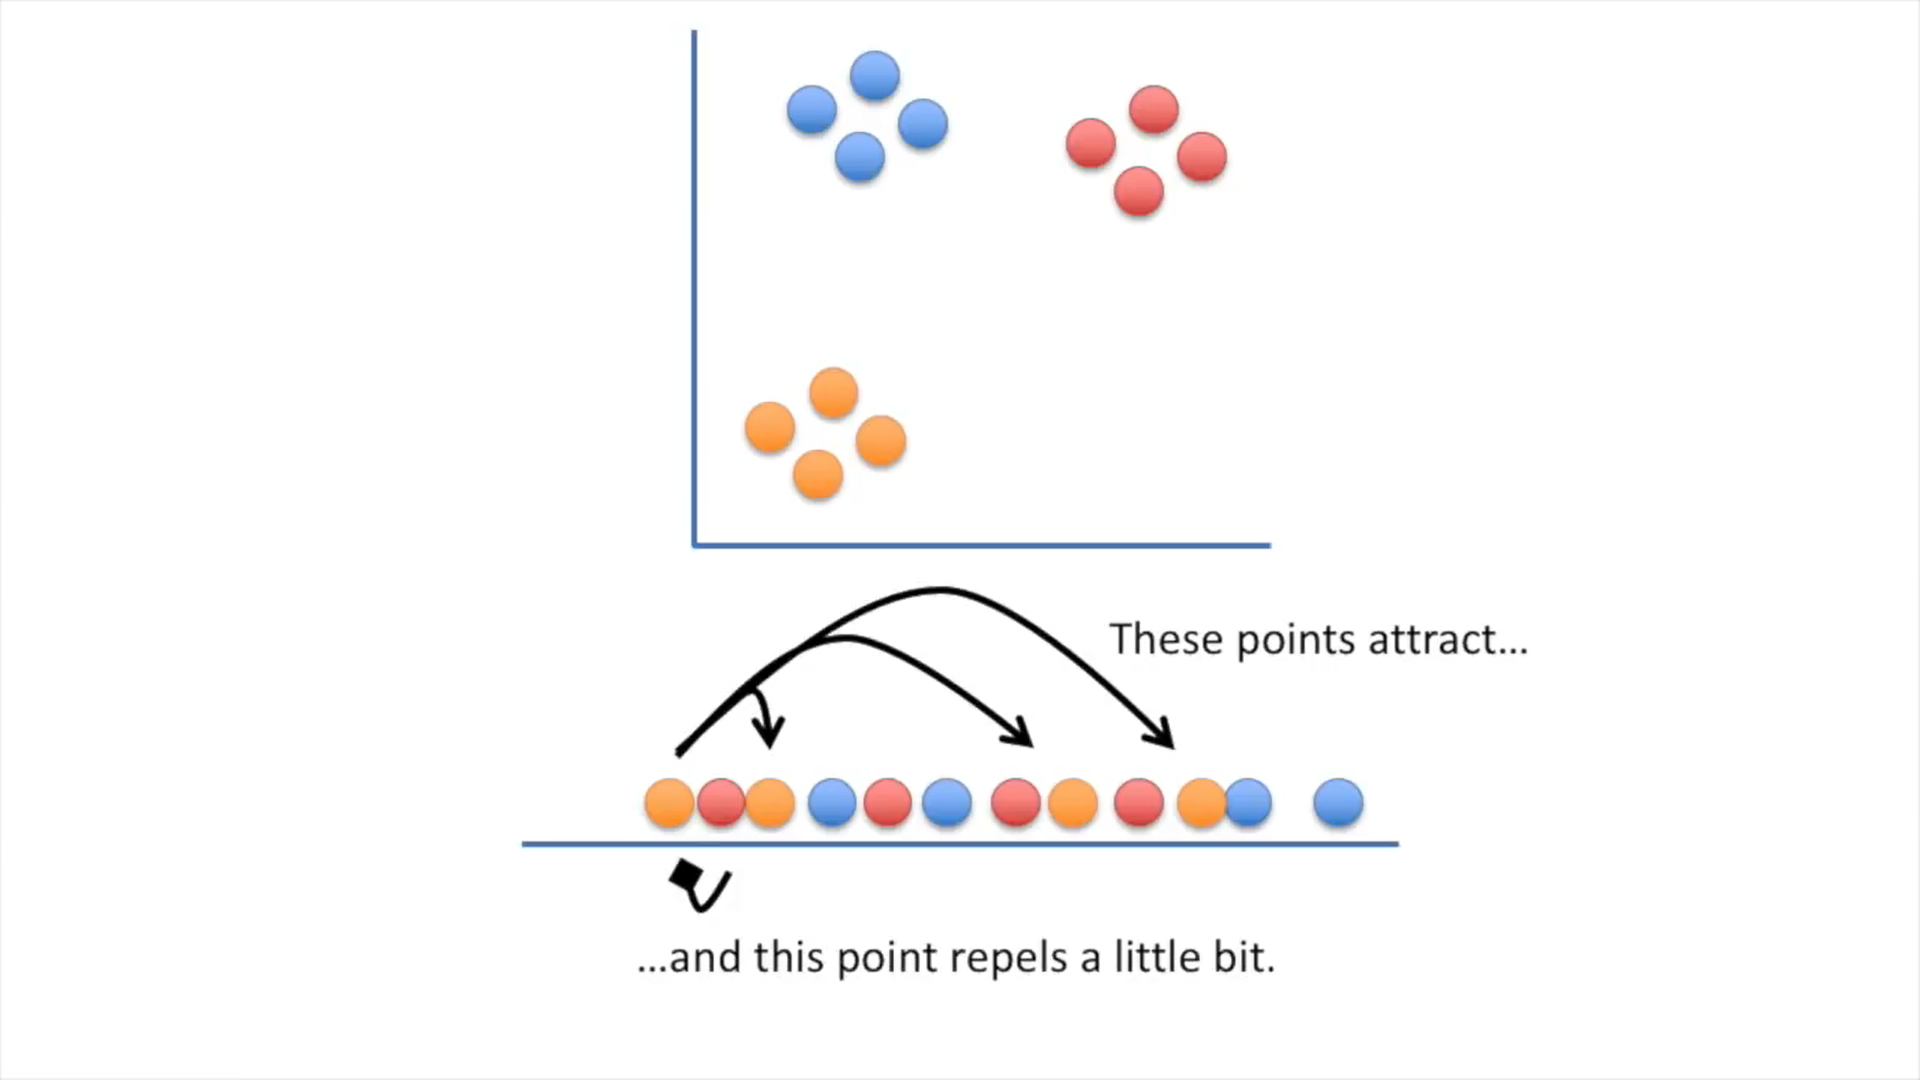 These points attract...
...and this point repels a little bit.